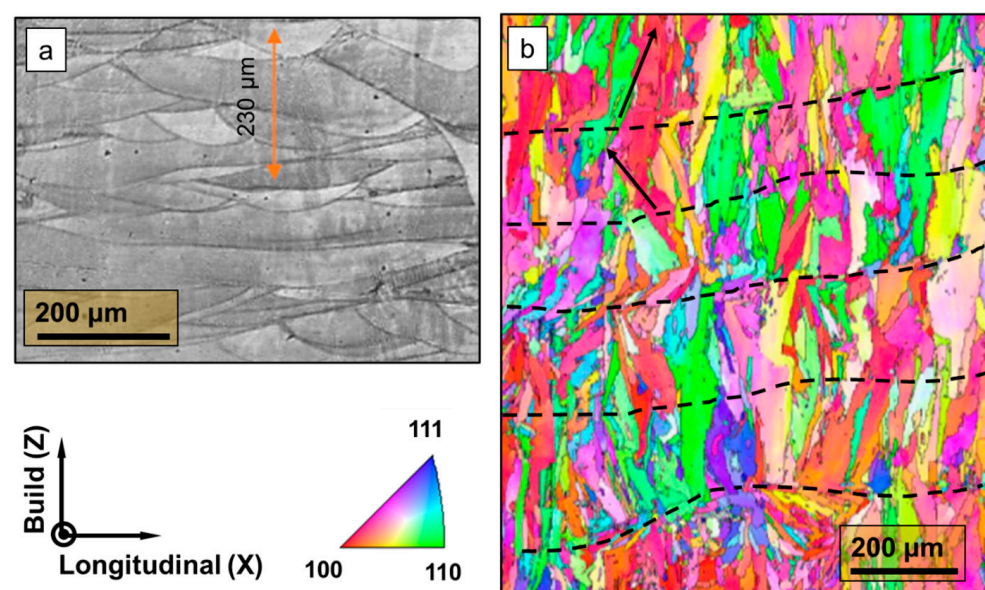 a
230 µm
200 µm
b
200 µm
Build (Z)
Longitudinal (X)
111
100
110